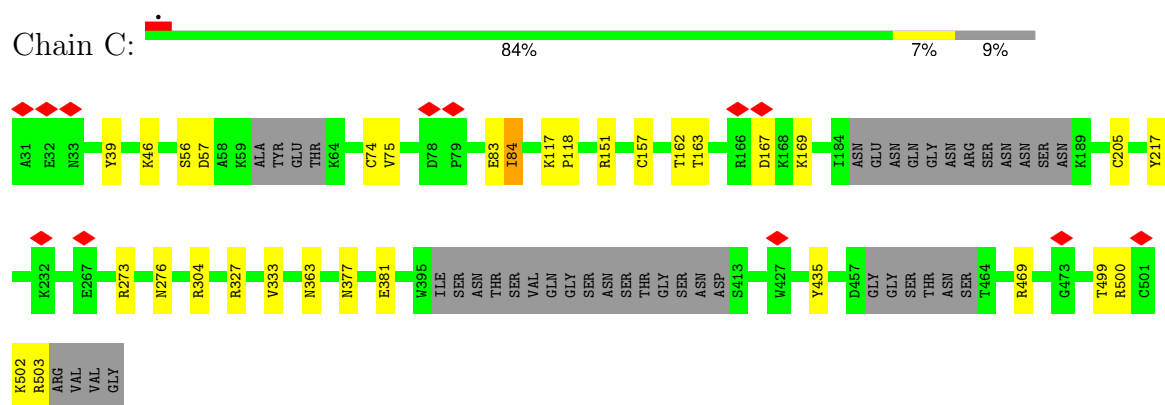 Chain C:
84% 7% 9%
A31 E32 N33 Y39 K46 S56 D57 A58 K59 ALA TYR GLU THR K64 C74 V75 D78 P79 E83 I84 K117 P118 R151 C157 T162 T163 R166 D167 K168 K169 I184 ASN GLU ASN GLN GLY ASN ARG SER ASN ASN SER ASN K189 C205 Y217
K232 E267 R273 N276 R304 R327 V333 N363 N377 E381 W395 ILE SER ASN THR SER VAL GLN GLY SER ASN SER THR GLY SER ASN ASP S413 W427 Y435 D457 GLY GLY SER THR ASN SER T464 R469 G473 T499 R500 C501
K502 R503 ARG VAL VAL GLY